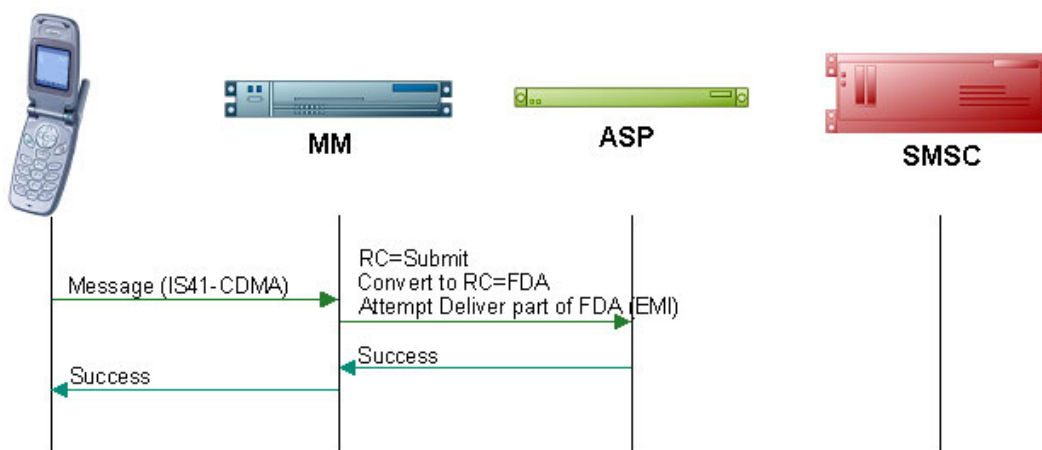 MM
ASP
SMSC
Message (IS41-CDMA)
RC=Submit
Convert to RC=FDA
Attempt Deliver part of FDA (EMI)
Success
Success